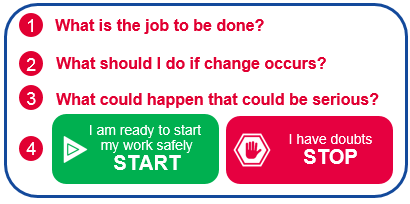 1 What is the job to be done?
2 What should I do if change occurs?
3 What could happen that could be serious?
4
I am ready to start
my work safely
START
I have doubts
STOP